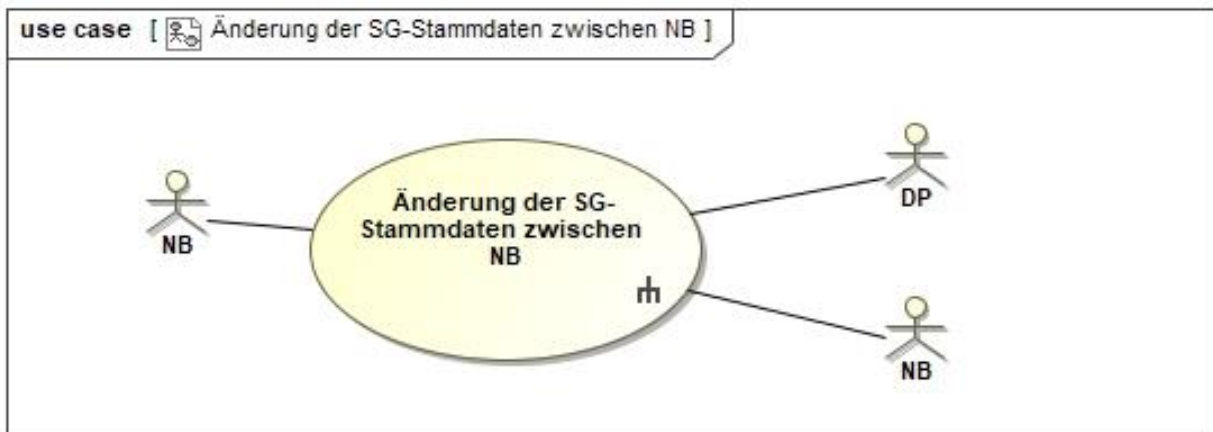 use case [ Änderung der SG-Stammdaten zwischen NB ]
NB
Änderung der SG-
Stammdaten zwischen
NB
DP
NB